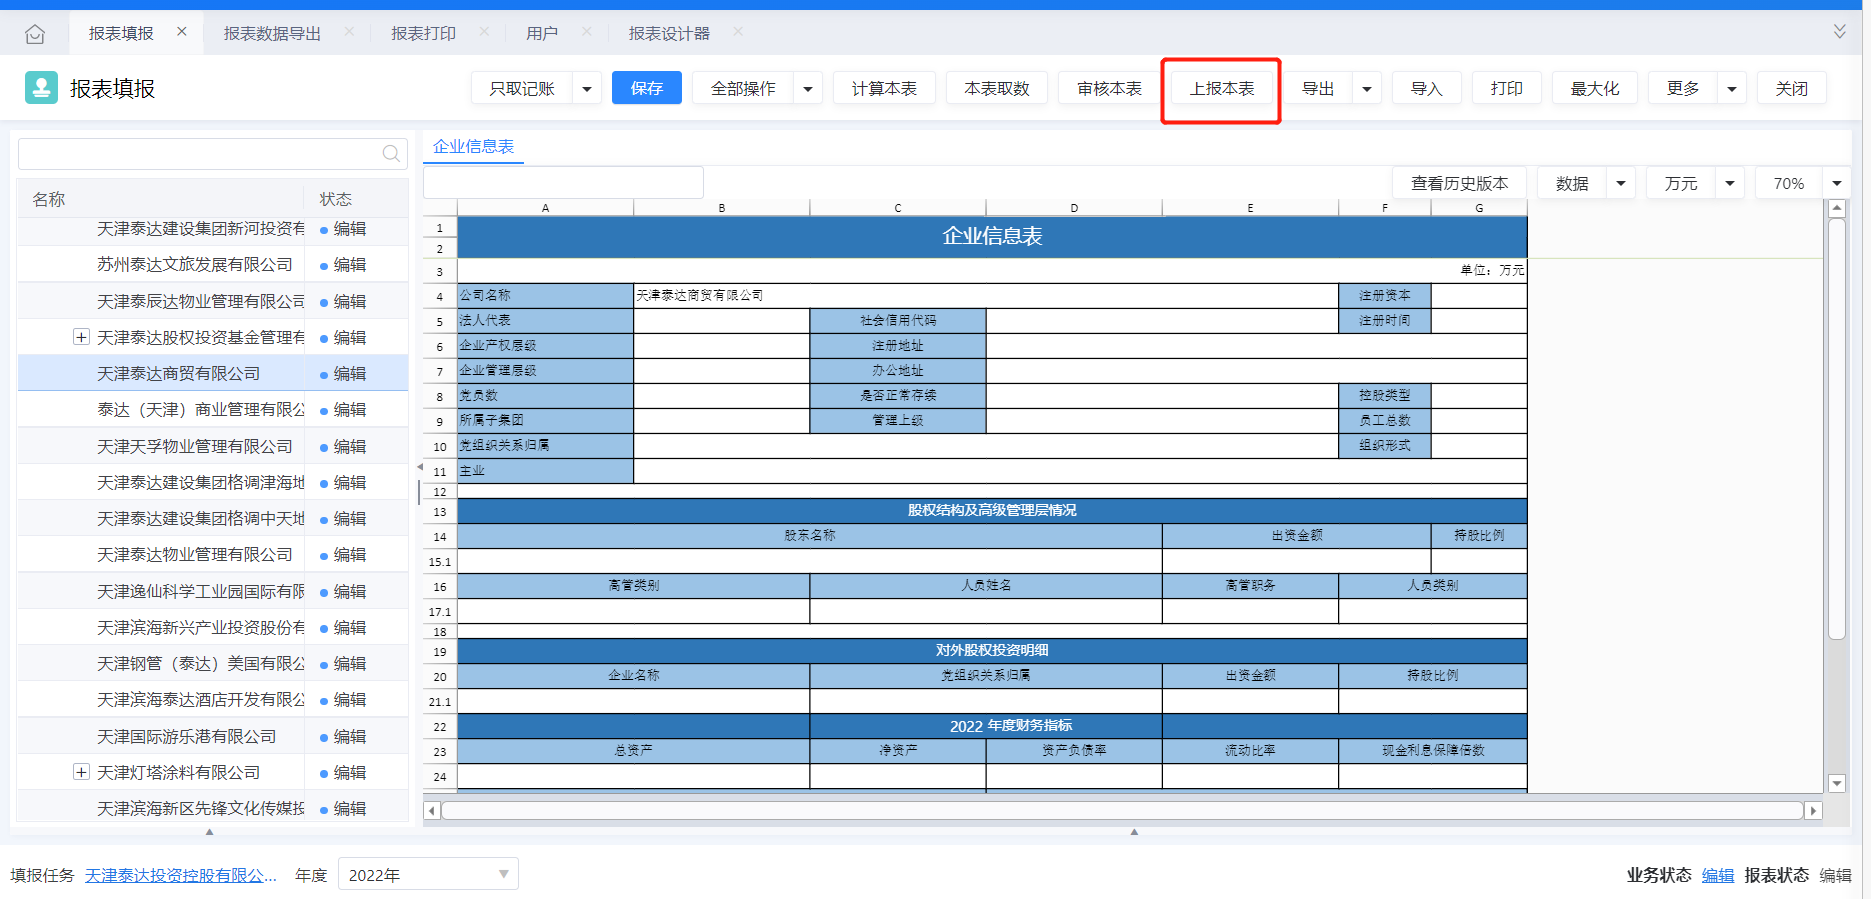 报表填报 × 报表数据导出 × 报表打印 × 用户 × 报表设计器 ×
报表填报 只取记账 保存 全部操作 计算本表 本表取数 审核本表 上报本表 导出 导入 打印 最大化 更多 关闭
企业信息表
查看历史版本 数据 万元 70%
名称 状态
天津泰达建设集团新河投资有 编辑
苏州泰达文旅发展有限公司 编辑
天津泰辰达物业管理有限公司 编辑
天津泰达股权投资基金管理有 编辑
天津泰达商贸有限公司 编辑
泰达（天津）商业管理有限公 编辑
天津天孚物业管理有限公司 编辑
天津泰达建设集团格调津海地 编辑
天津泰达建设集团格调中天地 编辑
天津泰达物业管理有限公司 编辑
天津逸仙科学工业园国际有限 编辑
天津滨海新兴产业投资股份有 编辑
天津钢管（泰达）美国有限公 编辑
天津滨海泰达酒店开发有限公 编辑
天津国际游乐港有限公司 编辑
天津灯塔涂料有限公司 编辑
天津滨海新区先锋文化传媒投 编辑
A B C D E F G
1
2 企业信息表
3 单位：万元
4 公司名称 天津泰达商贸有限公司 注册资本
5 法人代表 社会信用代码 注册时间
6 企业产权层级 注册地址
7 企业管理层级 办公地址
8 党员数 是否正常存续 控股类型
9 所属子集团 管理上级 员工总数
10 党组织关系归属 组织形式
11 主业
12
13 股权结构及高级管理层情况
14 股东名称 出资金额 持股比例
15.1
16 高管类别 人员姓名 高管职务 人员类别
17.1
18
19 对外股权投资明细
20 企业名称 党组织关系归属 出资金额 持股比例
21.1
22 2022 年度财务指标
23 总资产 净资产 资产负债率 流动比率 现金利息保障倍数
24
填报任务 天津泰达投资控股有限公... 年度 2022年 业务状态 编辑 报表状态 编辑